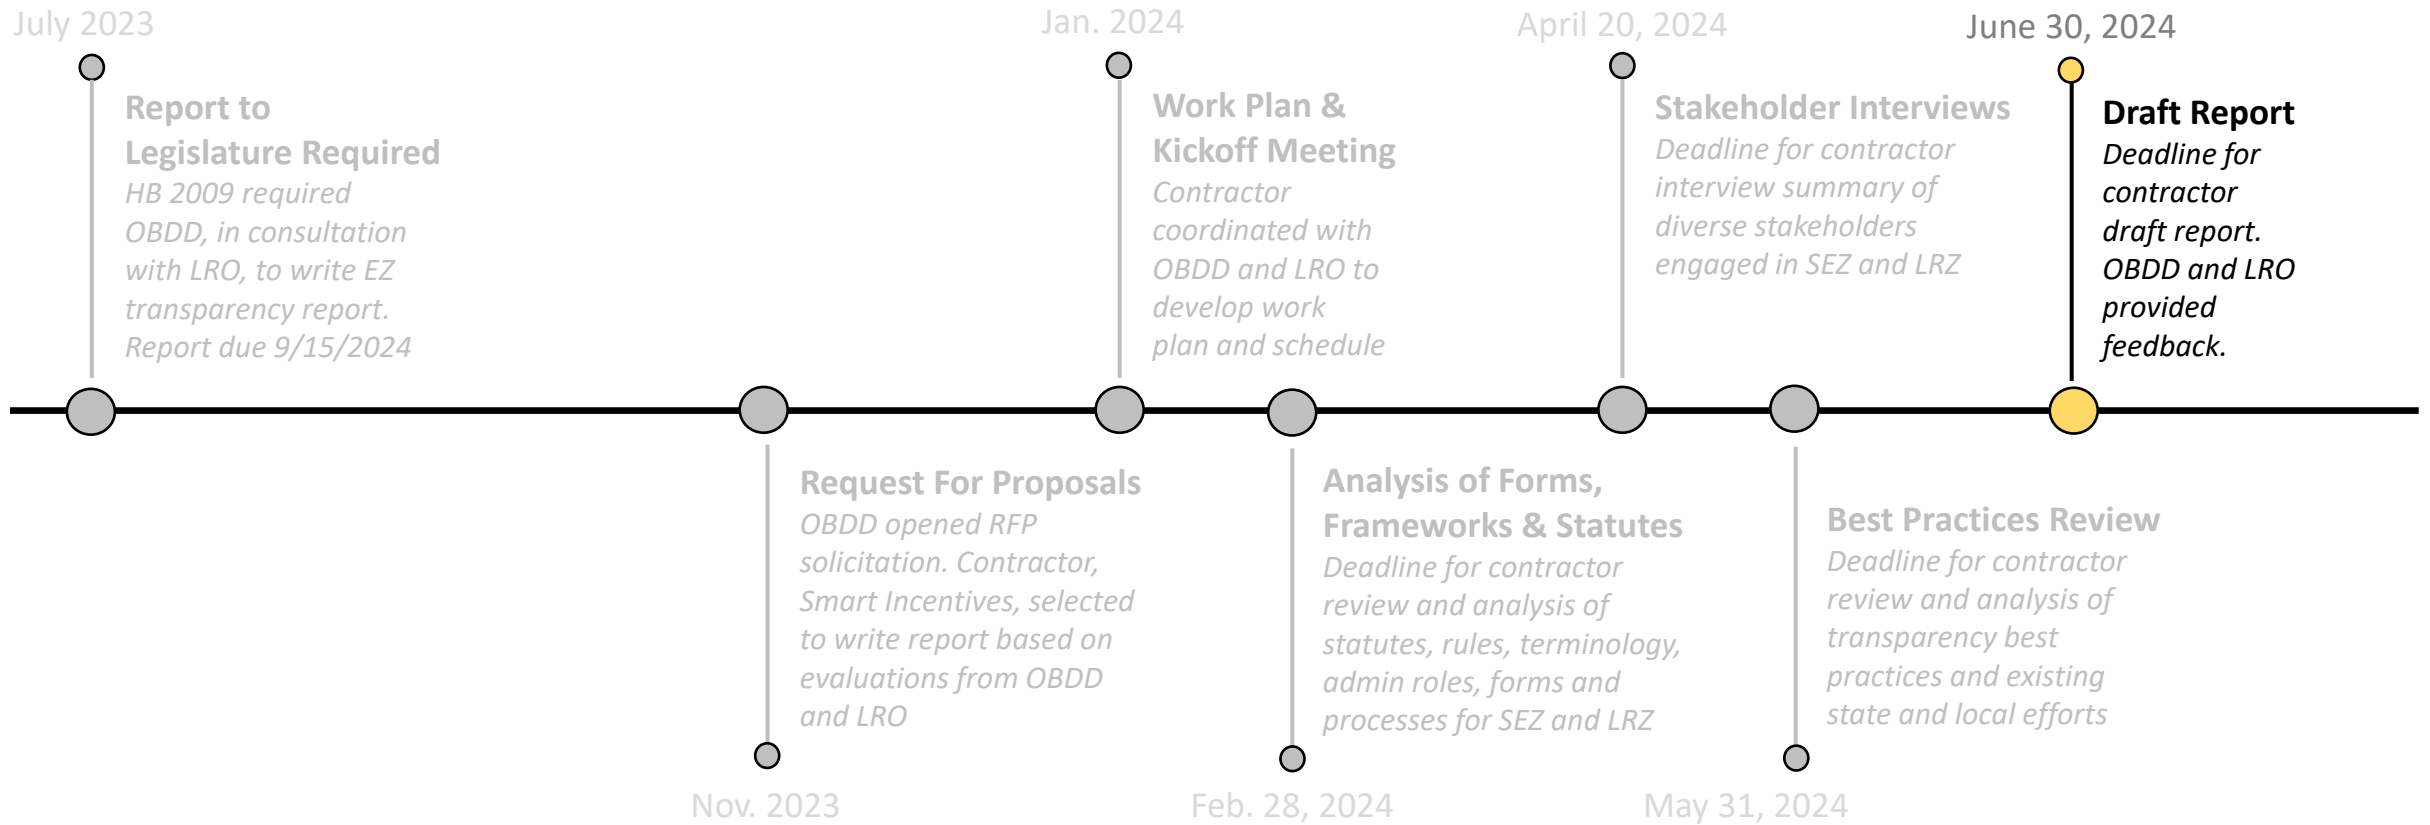 July 2023
Report to
Legislature Required
HB 2009 required
OBDD, in consultation
with LRO, to write EZ
transparency report.
Report due 9/15/2024
Nov. 2023
Request For Proposals
OBDD opened RFP
solicitation. Contractor,
Smart Incentives, selected
to write report based on
evaluations from OBDD
and LRO
Jan. 2024
Work Plan &
Kickoff Meeting
Contractor
coordinated with
OBDD and LRO to
develop work
plan and schedule
Feb. 28, 2024
Analysis of Forms,
Frameworks & Statutes
Deadline for contractor
review and analysis of
statutes, rules, terminology,
admin roles, forms and
processes for SEZ and LRZ
April 20, 2024
Stakeholder Interviews
Deadline for contractor
interview summary of
diverse stakeholders
engaged in SEZ and LRZ
May 31, 2024
Best Practices Review
Deadline for contractor
review and analysis of
transparency best
practices and existing
state and local efforts
June 30, 2024
Draft Report
Deadline for
contractor
draft report.
OBDD and LRO
provided
feedback.